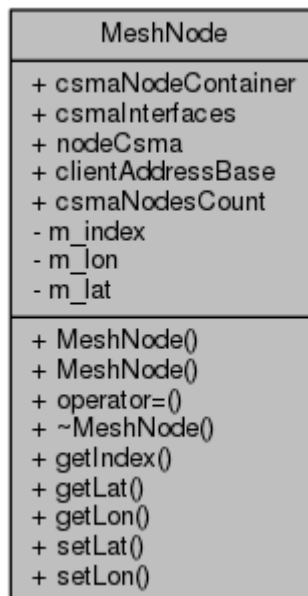 MeshNode
+ csmaNodeContainer
+ csmaInterfaces
+ nodeCsma
+ clientAddressBase
+ csmaNodesCount
- m_index
- m_lon
- m_lat
+ MeshNode()
+ MeshNode()
+ operator=()
+ ~MeshNode()
+ getIndex()
+ getLat()
+ getLon()
+ setLat()
+ setLon()